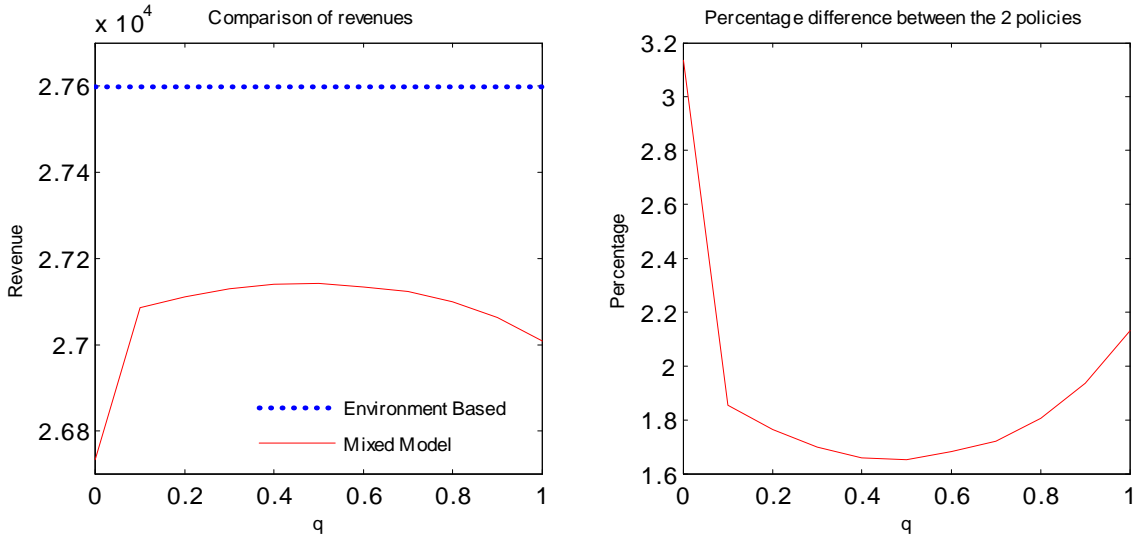 Comparison of revenues
x 10^4
2.76
2.74
2.72
2.7
2.68
Revenue
0
0.2
0.4
0.6
0.8
1
q
Environment Based
Mixed Model
Percentage difference between the 2 policies
3.2
3
2.8
2.6
2.4
2.2
2
1.8
1.6
Percentage
0
0.2
0.4
0.6
0.8
1
q